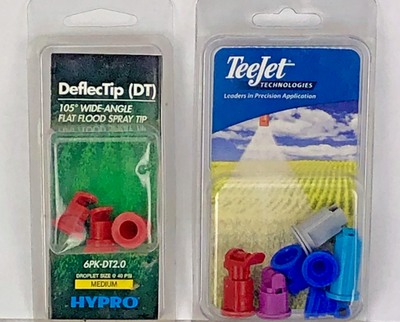 DeflecTip (DT)
105° WIDE-ANGLE
FLAT FLOOD SPRAY TIP
6PK-DT2.0
DROPLET SIZE @ 40 PSI
MEDIUM
HYPRO®
TeeJet®
TECHNOLOGIES
Leaders in Precision Application